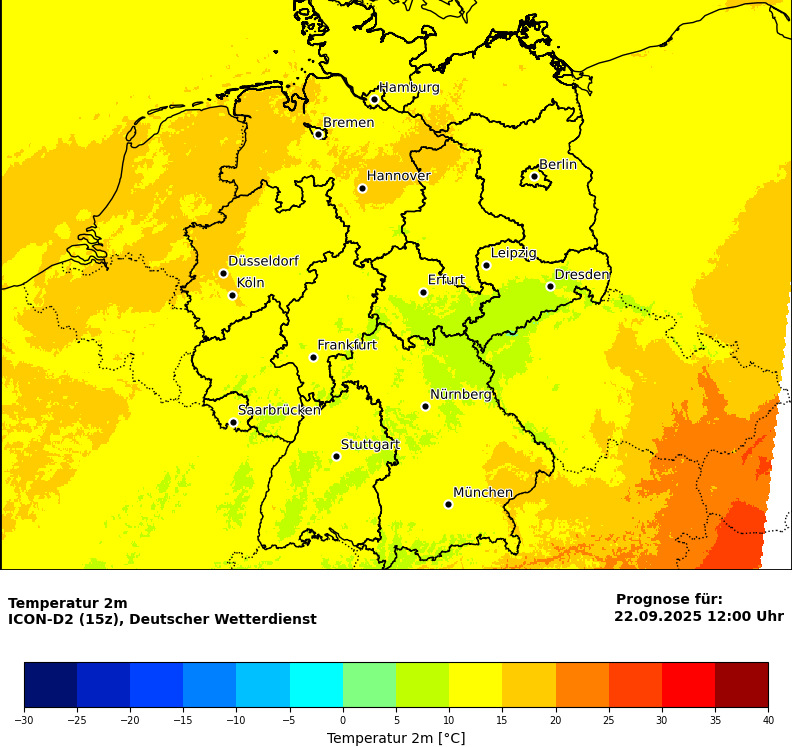 Hamburg
Bremen
Berlin
Hannover
Leipzig
Düsseldorf
Dresden
Köln
Erfurt
Frankfurt
Nürnberg
Saarbrücken
Stuttgart
München
Temperatur 2m
ICON-D2 (15z), Deutscher Wetterdienst
Prognose für:
22.09.2025 12:00 Uhr
−30 −25 −20 −15 −10 −5 0 5 10 15 20 25 30 35 40
Temperatur 2m [°C]